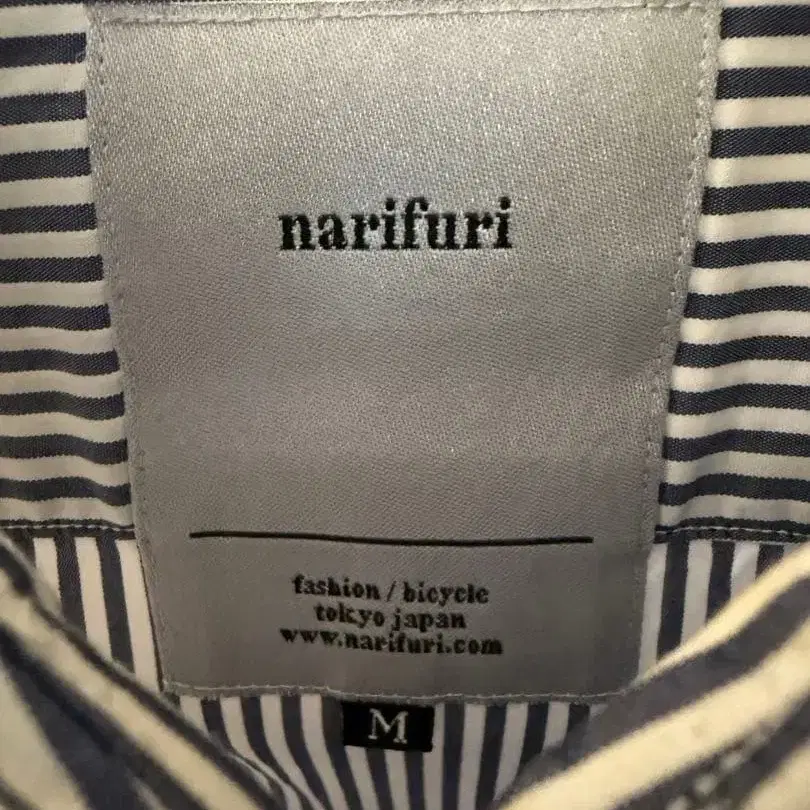 narifuri
fashion / bicycle
tokyo japan
www.narifuri.com
M